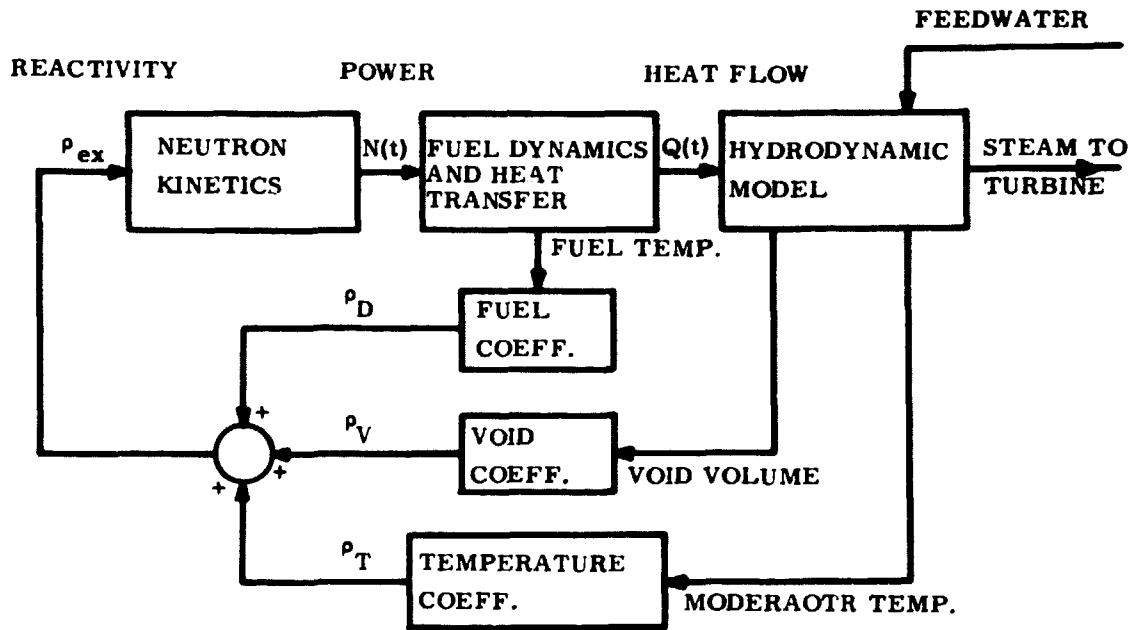 FEEDWATER
REACTIVITY
POWER
HEAT FLOW
ρex
NEUTRON
KINETICS
N(t)
FUEL DYNAMICS
AND HEAT
TRANSFER
Q(t)
HYDRODYNAMIC
MODEL
STEAM TO
TURBINE
FUEL TEMP.
ρD
FUEL
COEFF.
+
ρV
VOID
COEFF.
+
VOID VOLUME
+
ρT
TEMPERATURE
COEFF.
MODERAOTR TEMP.